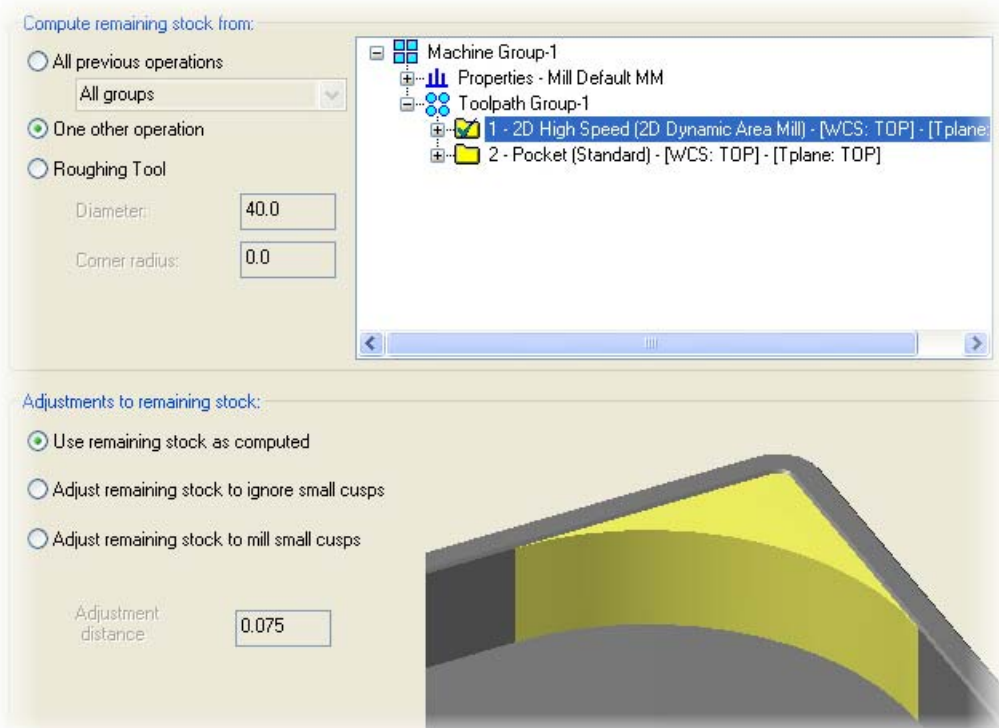 Compute remaining stock from:
All previous operations
All groups
One other operation
Roughing Tool
Diameter:
40.0
Corner radius:
0.0
Machine Group-1
Properties - Mill Default MM
Toolpath Group-1
1 - 2D High Speed (2D Dynamic Area Mill) - [WCS: TOP] - [Tplane:
2 - Pocket (Standard) - [WCS: TOP] - [Tplane: TOP]
Adjustments to remaining stock:
Use remaining stock as computed
Adjust remaining stock to ignore small cusps
Adjust remaining stock to mill small cusps
Adjustment
distance
0.075